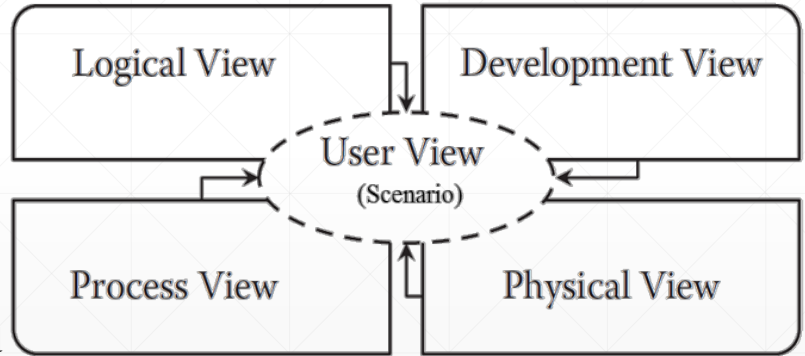 Logical View
Development View
User View
(Scenario)
Process View
Physical View